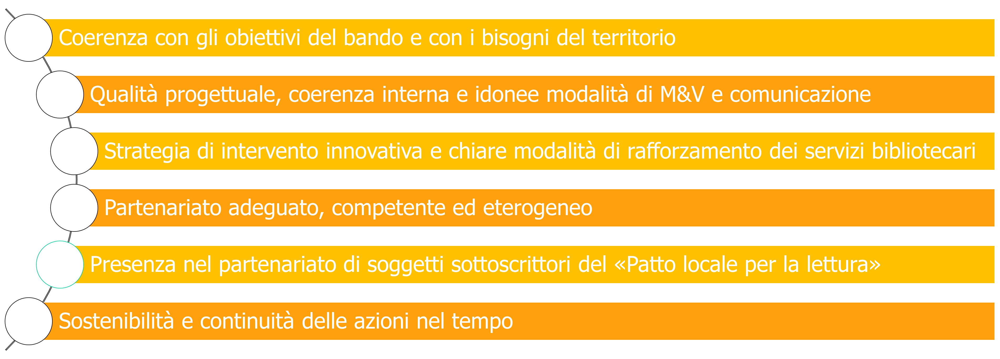 Coerenza con gli obiettivi del bando e con i bisogni del territorio
Qualità progettuale, coerenza interna e idonee modalità di M&V e comunicazione
Strategia di intervento innovativa e chiare modalità di rafforzamento dei servizi bibliotecari
Partenariato adeguato, competente ed eterogeneo
Presenza nel partenariato di soggetti sottoscrittori del «Patto locale per la lettura»
Sostenibilità e continuità delle azioni nel tempo